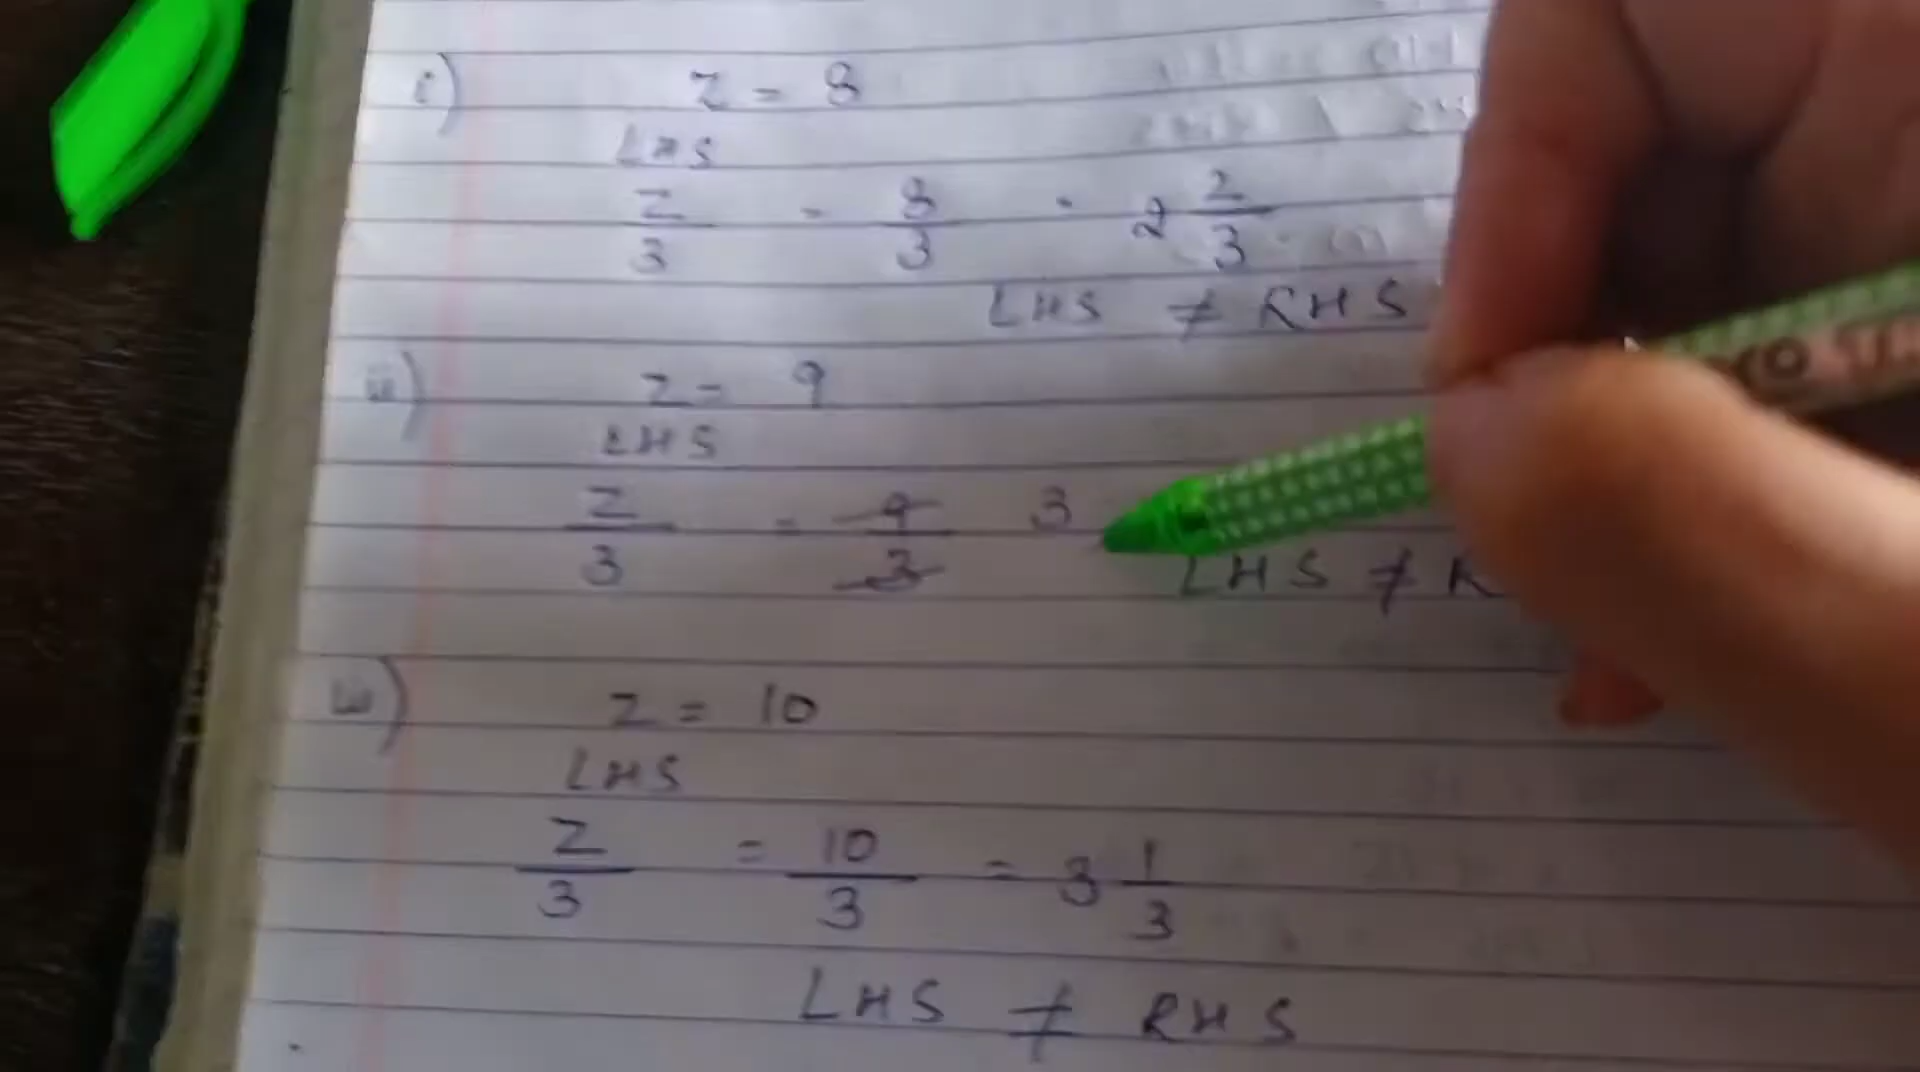 i) z = 8
LHS
z/3 = 8/3 = 2 2/3
LHS ≠ RHS
ii) z = 9
LHS
z/3 = 9/3 3
LHS ≠ R
iii) z = 10
LHS
z/3 = 10/3 = 3 1/3
LHS ≠ RHS